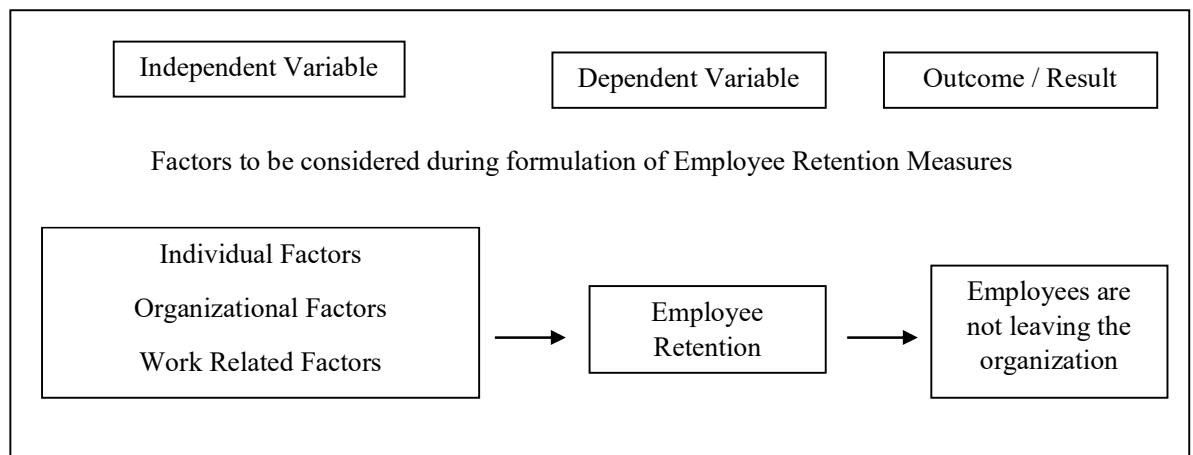 Independent Variable
Dependent Variable
Outcome / Result
Factors to be considered during formulation of Employee Retention Measures
Individual Factors
Organizational Factors
Work Related Factors
Employee
Retention
Employees are
not leaving the
organization